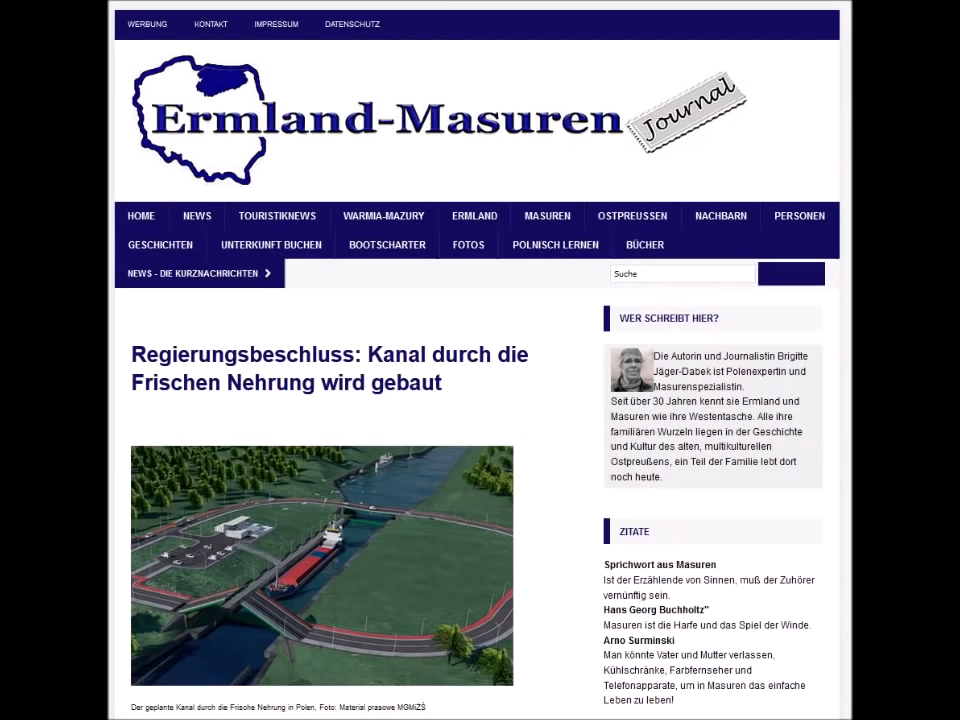 WERBUNG KONTAKT IMPRESSUM DATENSCHUTZ
Ermland-Masuren Journal
HOME NEWS TOURISTIKNEWS WARMIA-MAZURY ERMLAND MASUREN OSTPREUSSEN NACHBARN PERSONEN
GESCHICHTEN UNTERKUNFT BUCHEN BOOTSCHARTER FOTOS POLNISCH LERNEN BÜCHER
NEWS - DIE KURZNACHRICHTEN
Suche
Regierungsbeschluss: Kanal durch die
Frischen Nehrung wird gebaut
Der geplante Kanal durch die Frische Nehrung in Polen, Foto: Material prasowe MGMiŻŚ
WER SCHREIBT HIER?
Die Autorin und Journalistin Brigitte
Jäger-Dabek ist Polenexpertin und
Masurenspezialistin.
Seit über 30 Jahren kennt sie Ermland und
Masuren wie ihre Westentasche. Alle ihre
familiären Wurzeln liegen in der Geschichte
und Kultur des alten, multikulturellen
Ostpreußens, ein Teil der Familie lebt dort
noch heute.
ZITATE
Sprichwort aus Masuren
Ist der Erzählende von Sinnen, muß der Zuhörer
vernünftig sein.
Hans Georg Buchholtz"
Masuren ist die Harfe und das Spiel der Winde.
Arno Surminski
Man könnte Vater und Mutter verlassen,
Kühlschränke, Farbfernseher und
Telefonapparate, um in Masuren das einfache
Leben zu leben!